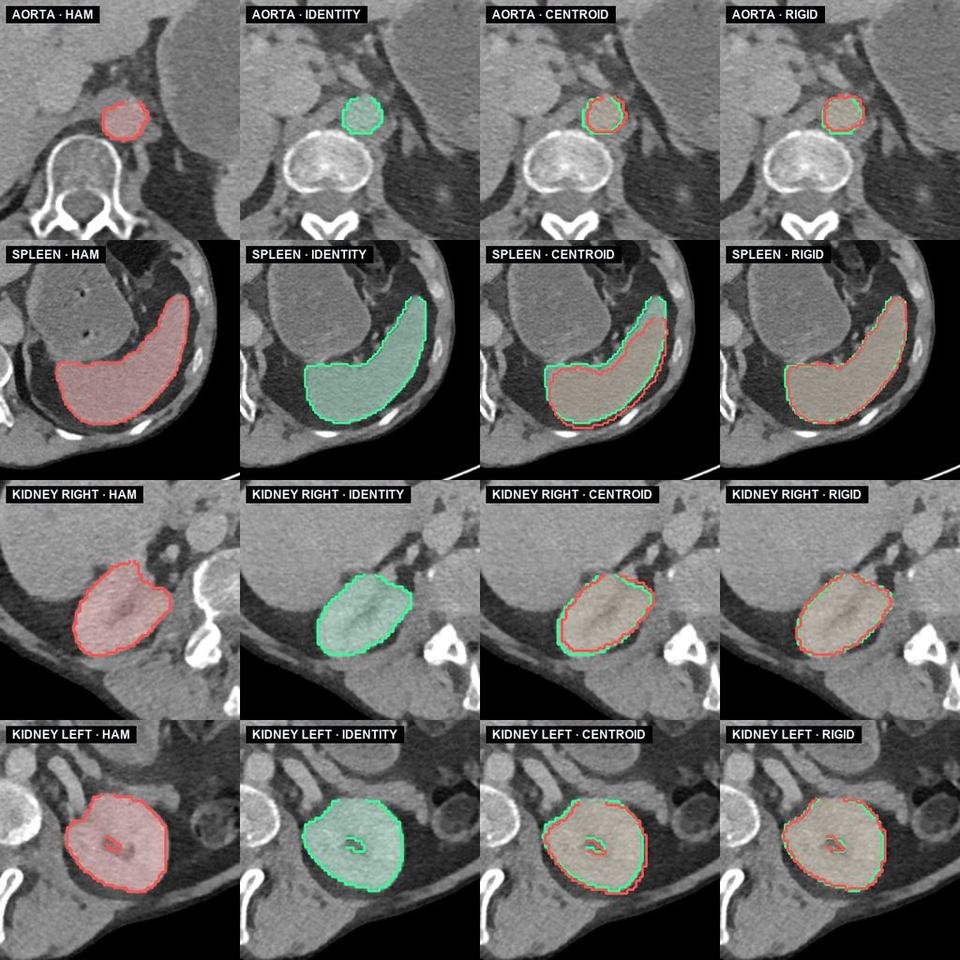 AORTA · HAM
AORTA · IDENTITY
AORTA · CENTROID
AORTA · RIGID
SPLEEN · HAM
SPLEEN · IDENTITY
SPLEEN · CENTROID
SPLEEN · RIGID
KIDNEY RIGHT · HAM
KIDNEY RIGHT · IDENTITY
KIDNEY RIGHT · CENTROID
KIDNEY RIGHT · RIGID
KIDNEY LEFT · HAM
KIDNEY LEFT · IDENTITY
KIDNEY LEFT · CENTROID
KIDNEY LEFT · RIGID